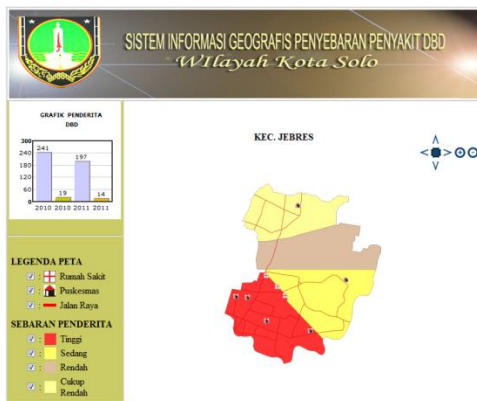 SISTEM INFORMASI GEOGRAFIS PENYEBARAN PENYAKIT DBD
WIlayah Kota Solo
GRAFIK PENDERITA
DBD
300
240
180
120
60
0
241
19
197
14
2010 2010 2011 2011
KEC. JEBRES
LEGENDA PETA
: Rumah Sakit
: Puskesmas
: Jalan Raya
SEBARAN PENDERITA
: Tinggi
: Sedang
: Rendah
: Cukup
Rendah